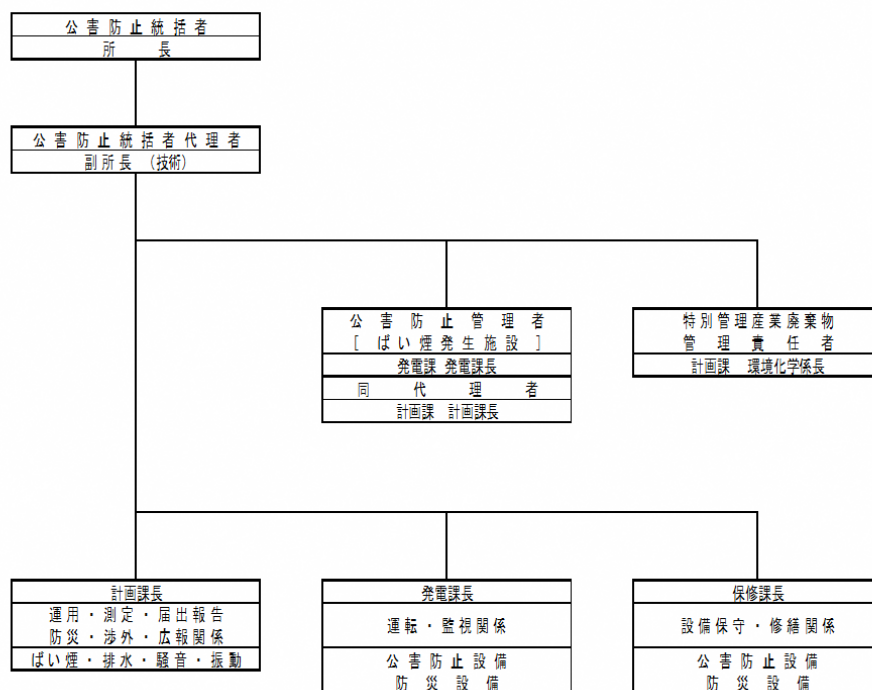 公害防止統括者
所長
公害防止統括者代理者
副所長（技術）
公害防止管理者
［ばい煙発生施設］
発電課 発電課長
同代理者
計画課 計画課長
特別管理産業廃棄物
管理責任者
計画課 環境化学係長
計画課長
運用・測定・届出報告
防災・渉外・広報関係
ばい煙・排水・騒音・振動
発電課長
運転・監視関係
公害防止設備
防災設備
保修課長
設備保守・修繕関係
公害防止設備
防災設備